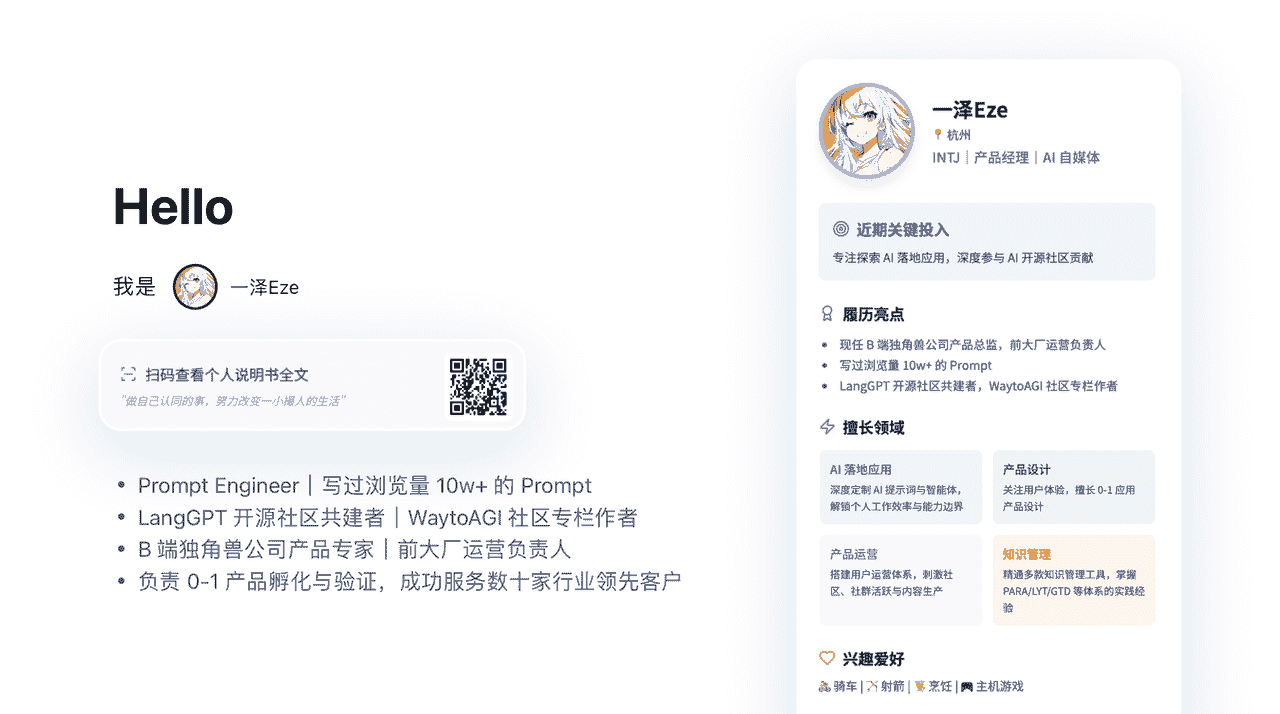 Hello
我是 一泽Eze
扫码查看个人说明书全文
"做自己认同的事，努力改变一小撮人的生活"
• Prompt Engineer｜写过浏览量 10w+ 的 Prompt
• LangGPT 开源社区共建者｜WaytoAGI 社区专栏作者
• B 端独角兽公司产品专家｜前大厂运营负责人
• 负责 0-1 产品孵化与验证，成功服务数十家行业领先客户
一泽Eze
杭州
INTJ｜产品经理｜AI 自媒体
近期关键投入
专注探索 AI 落地应用，深度参与 AI 开源社区贡献
履历亮点
• 现任 B 端独角兽公司产品总监，前大厂运营负责人
• 写过浏览量 10w+ 的 Prompt
• LangGPT 开源社区共建者，WaytoAGI 社区专栏作者
擅长领域
AI 落地应用
深度定制 AI 提示词与智能体，
解锁个人工作效率与能力边界
产品设计
关注用户体验，擅长 0-1 应用
产品设计
产品运营
搭建用户运营体系，刺激社
区、社群活跃与内容生产
知识管理
精通多款知识管理工具，掌握
PARA/LYT/GTD 等体系的实践经
验
兴趣爱好
骑车 | 射箭 | 烹饪 | 主机游戏